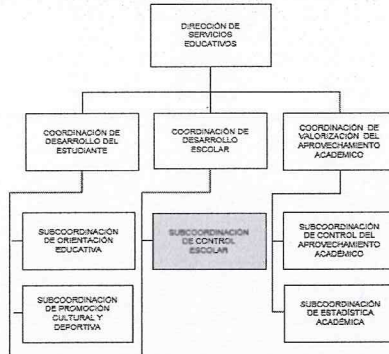 DIRECCIÓN DE
SERVICIOS
EDUCATIVOS
COORDINACIÓN DE
DESARROLLO DEL
ESTUDIANTE
COORDINACIÓN DE
DESARROLLO
ESCOLAR
COORDINACIÓN DE
VALORIZACIÓN DEL
APROVECHAMIENTO
ACADÉMICO
SUBCOORDINACIÓN
DE ORIENTACIÓN
EDUCATIVA
SUBCOORDINACIÓN
DE CONTROL
ESCOLAR
SUBCOORDINACIÓN
DE CONTROL DEL
APROVECHAMIENTO
ACADÉMICO
SUBCOORDINACIÓN
DE PROMOCIÓN
CULTURAL Y
DEPORTIVA
SUBCOORDINACIÓN
DE ESTADÍSTICA
ACADÉMICA